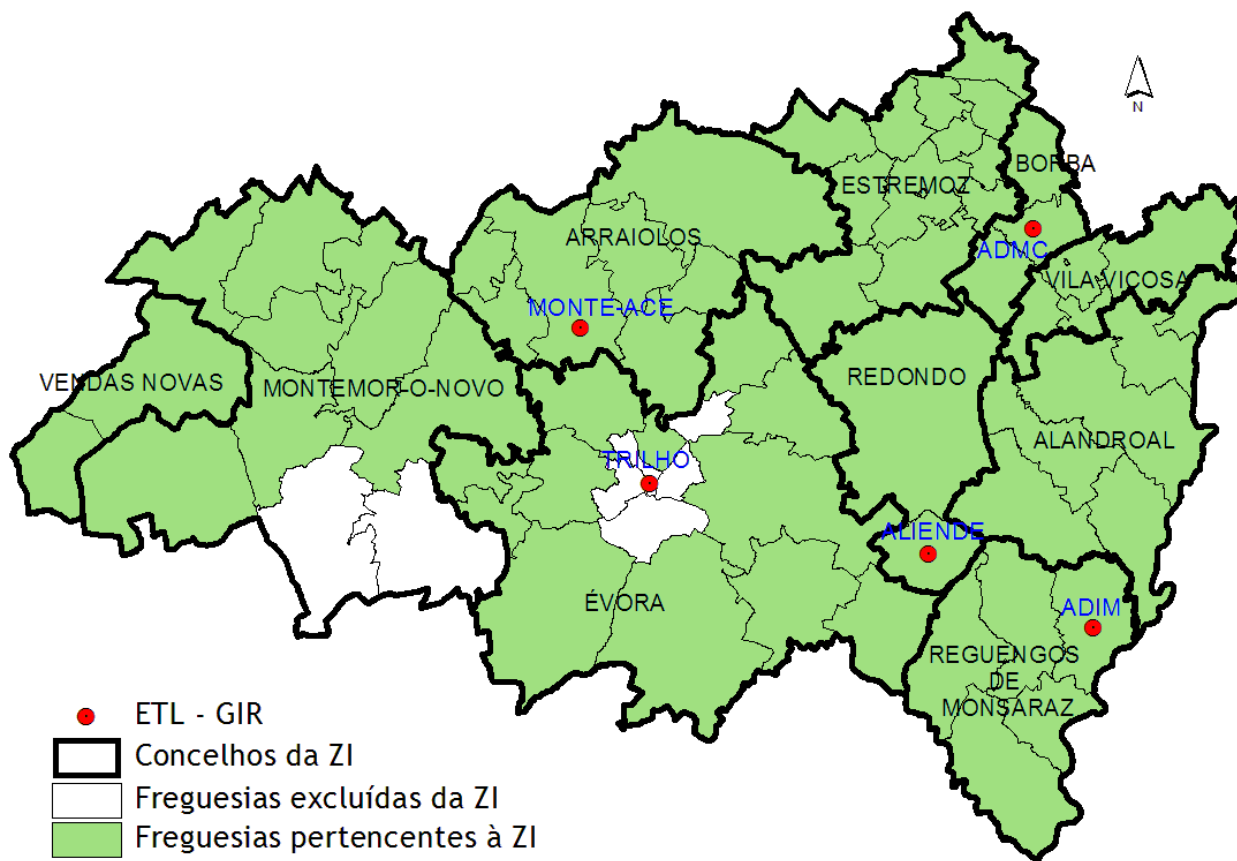 N
BORBA
ESTREMOZ
ARRAIOLOS
ADMC
VILA VICOSA
MONTE-ACE
REDONDO
VENDAS NOVAS
MONTEMOR-O-NOVO
ALANDROAL
TRILHO
ALIENDE
ÉVORA
ADIM
REGUENGOS
DE
MONSARAZ
ETL - GIR
Concelhos da ZI
Freguesias excluídas da ZI
Freguesias pertencentes à ZI